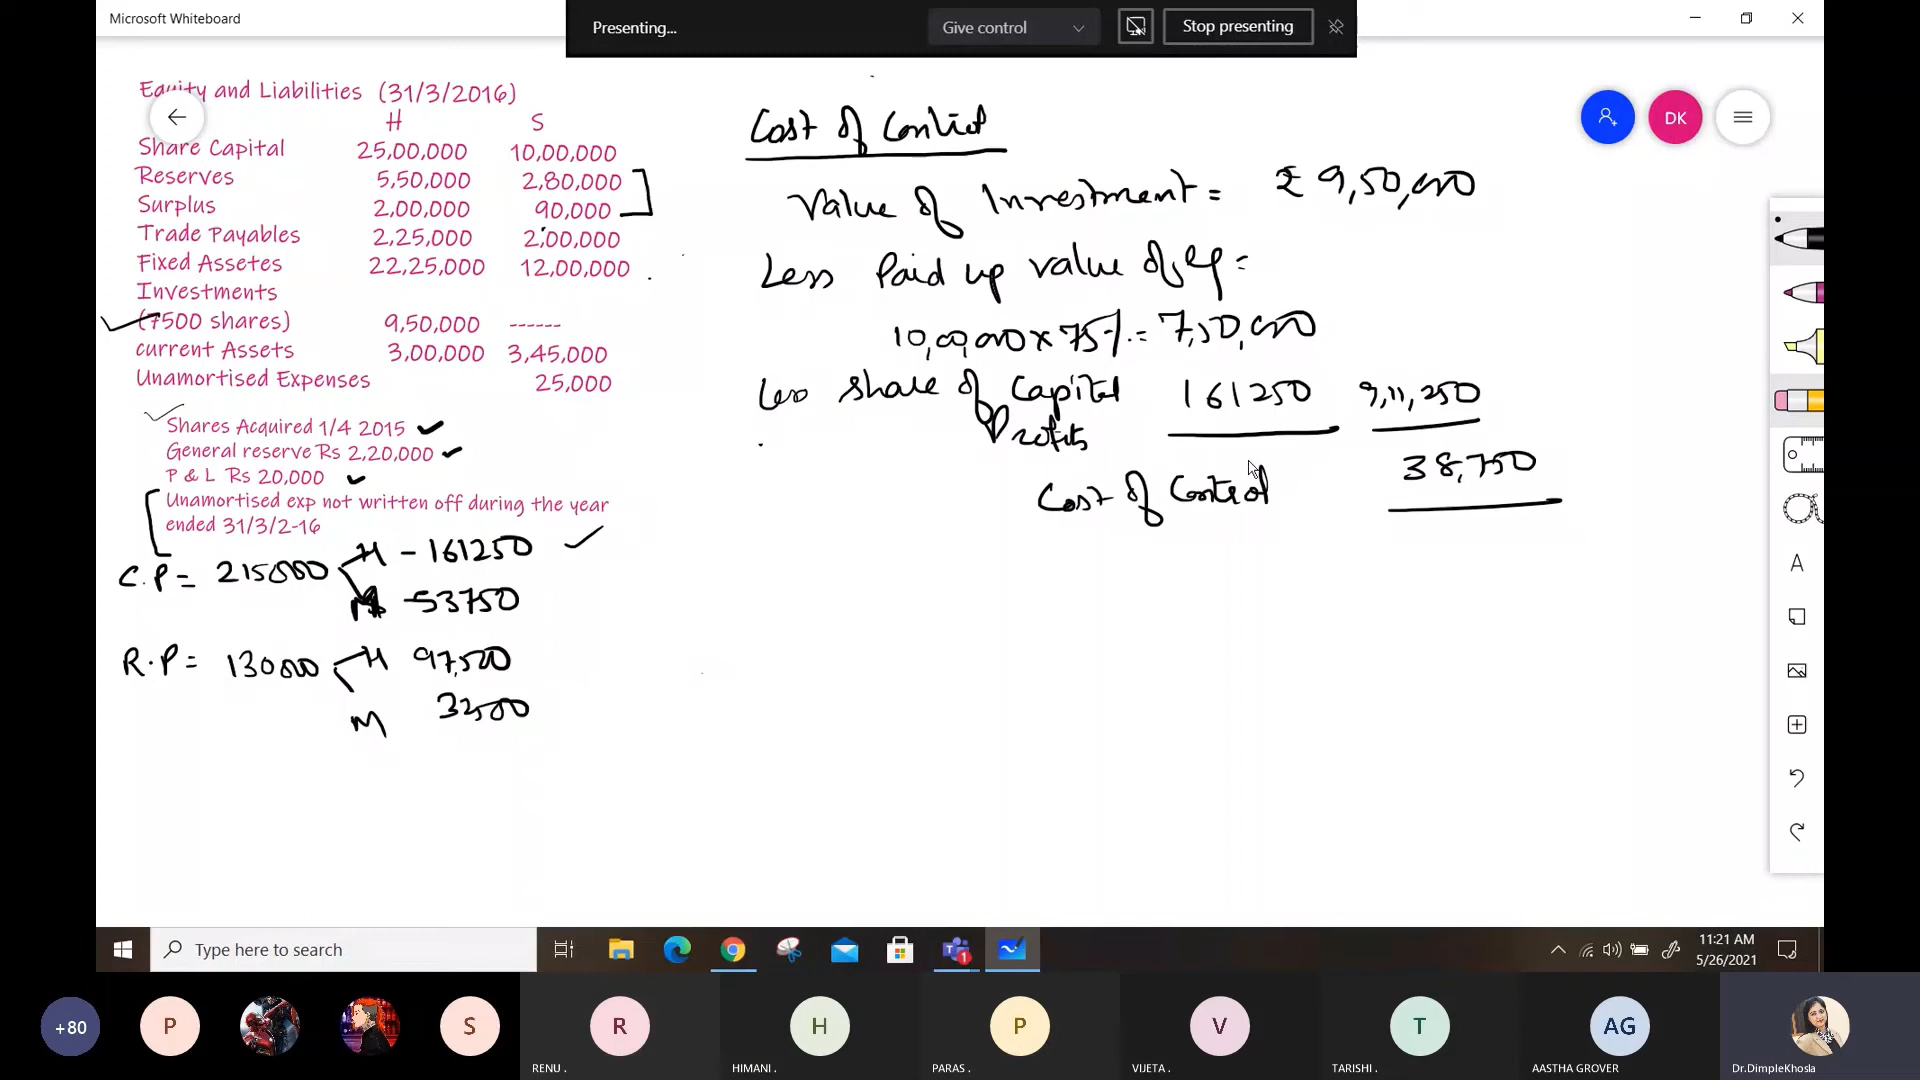 Microsoft Whiteboard
Presenting...
Give control
Stop presenting
Equity and Liabilities (31/3/2016)
H S
Share Capital 25,00,000 10,00,000
Reserves 5,50,000 2,80,000
Surplus 2,00,000 90,000
Trade Payables 2,25,000 2,00,000
Fixed Assetes 22,25,000 12,00,000
Investments
(7500 shares) 9,50,000 ------
current Assets 3,00,000 3,45,000
Unamortised Expenses 25,000
Shares Acquired 1/4 2015
General reserve Rs 2,20,000
P & L Rs 20,000
Unamortised exp not written off during the year
ended 31/3/2-16
C.P = 215000 H - 161250
M - 53750
R.P = 130000 H 97,500
M 32500
Cost of Control
Value of Investment = ₹ 9,50,000
Less Paid up value of eq =
10,00,000 x 75% = 7,50,000
Less share of Capital 161250 9,11,250
Profits
Cost of Control 38,750
DK
A
Type here to search
1
11:21 AM
5/26/2021
+80
P
S
R
H
P
V
T
AG
RENU .
HIMANI .
PARAS .
VIJETA .
TARISHI .
AASTHA GROVER
Dr.DimpleKhosla